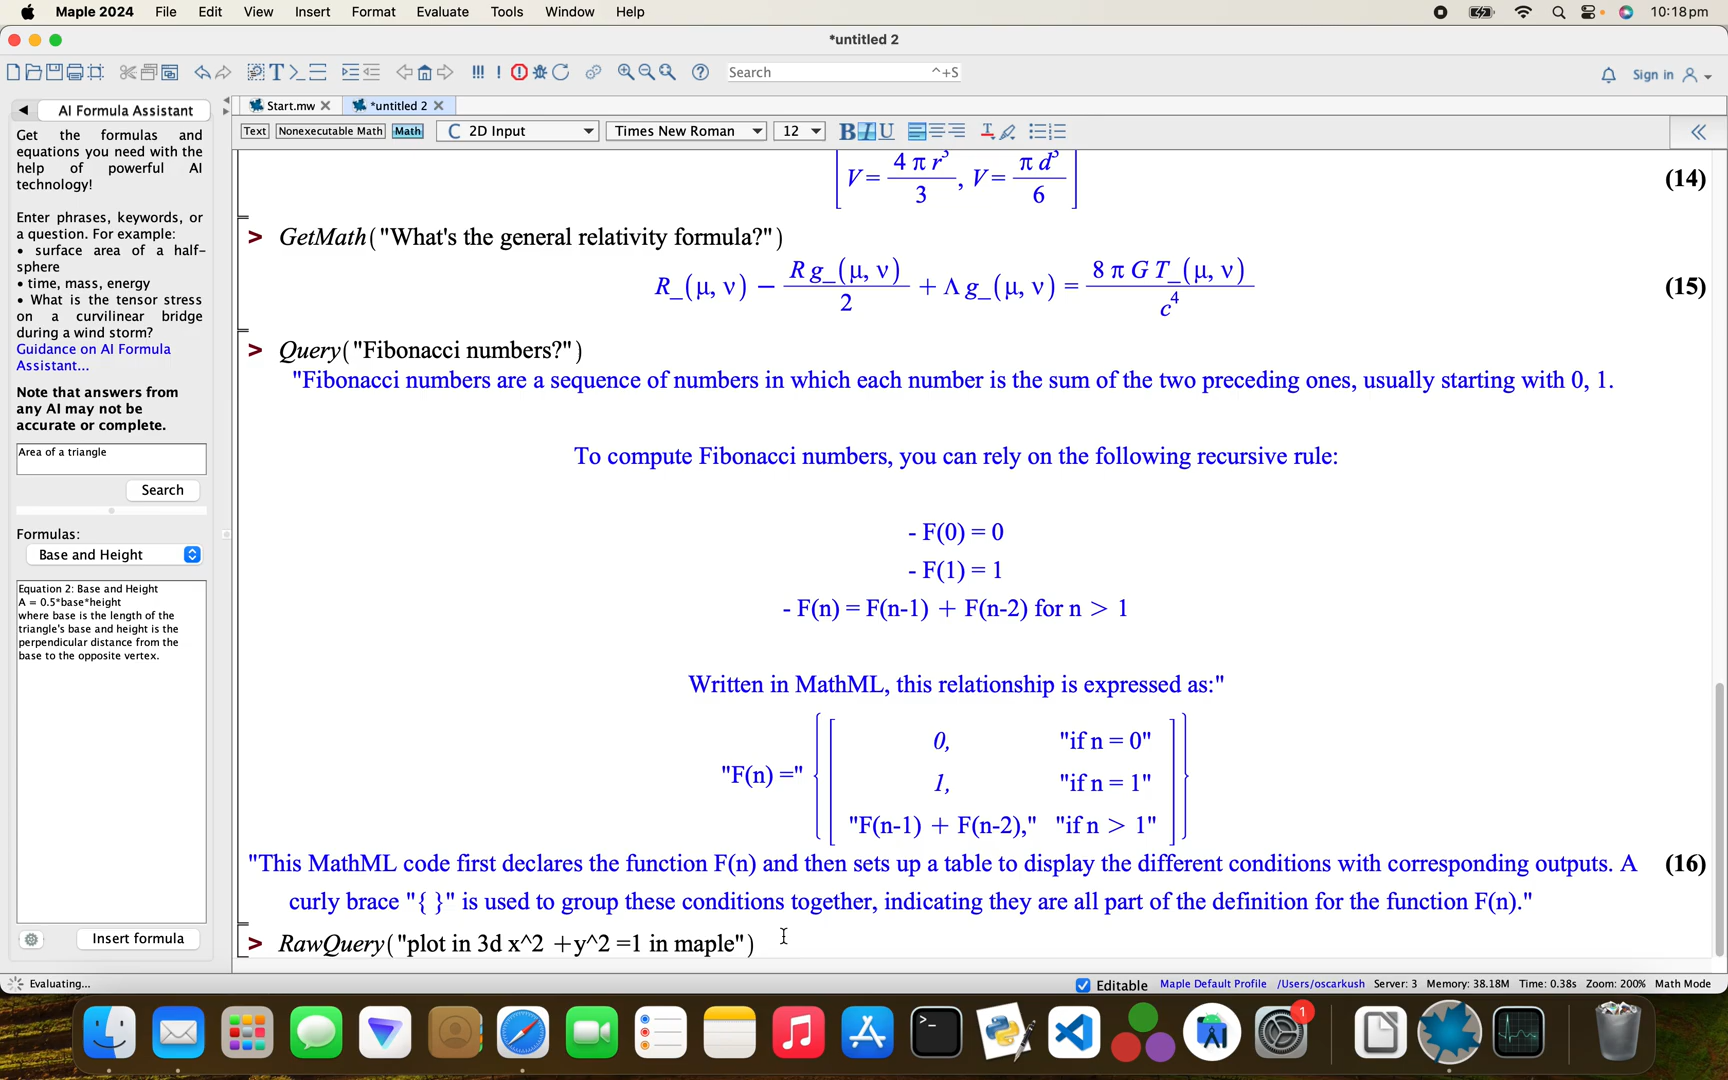 Maple 2024 File Edit View Insert Format Evaluate Tools Window Help 10:18pm
*untitled 2
Search ^+S Sign in
AI Formula Assistant
Start.mw *untitled 2
Text Nonexecutable Math Math C 2D Input Times New Roman 12 B I U
Get the formulas and
equations you need with the
help of powerful AI
technology!
Enter phrases, keywords, or
a question. For example:
• surface area of a half-
sphere
• time, mass, energy
• What is the tensor stress
on a curvilinear bridge
during a wind storm?
Guidance on AI Formula
Assistant...
Note that answers from
any AI may not be
accurate or complete.
Area of a triangle
Search
Formulas:
Base and Height
Equation 2: Base and Height
A = 0.5*base*height
where base is the length of the
triangle's base and height is the
perpendicular distance from the
base to the opposite vertex.
Insert formula
[V = 4 π r³ / 3, V = π d³ / 6] (14)
> GetMath("What's the general relativity formula?")
R_(μ, ν) − R g_(μ, ν) / 2 + Λ g_(μ, ν) = 8 π G T_(μ, ν) / c⁴ (15)
> Query("Fibonacci numbers?")
"Fibonacci numbers are a sequence of numbers in which each number is the sum of the two preceding ones, usually starting with 0, 1.
To compute Fibonacci numbers, you can rely on the following recursive rule:
- F(0) = 0
- F(1) = 1
- F(n) = F(n-1) + F(n-2) for n > 1
Written in MathML, this relationship is expressed as:"
0, "if n = 0"
"F(n) =" 1, "if n = 1"
"F(n-1) + F(n-2)," "if n > 1"
"This MathML code first declares the function F(n) and then sets up a table to display the different conditions with corresponding outputs. A (16)
curly brace "{ }" is used to group these conditions together, indicating they are all part of the definition for the function F(n)."
> RawQuery("plot in 3d x^2 +y^2 =1 in maple")
Evaluating... Editable Maple Default Profile /Users/oscarkush Server: 3 Memory: 38.18M Time: 0.38s Zoom: 200% Math Mode
>_
1